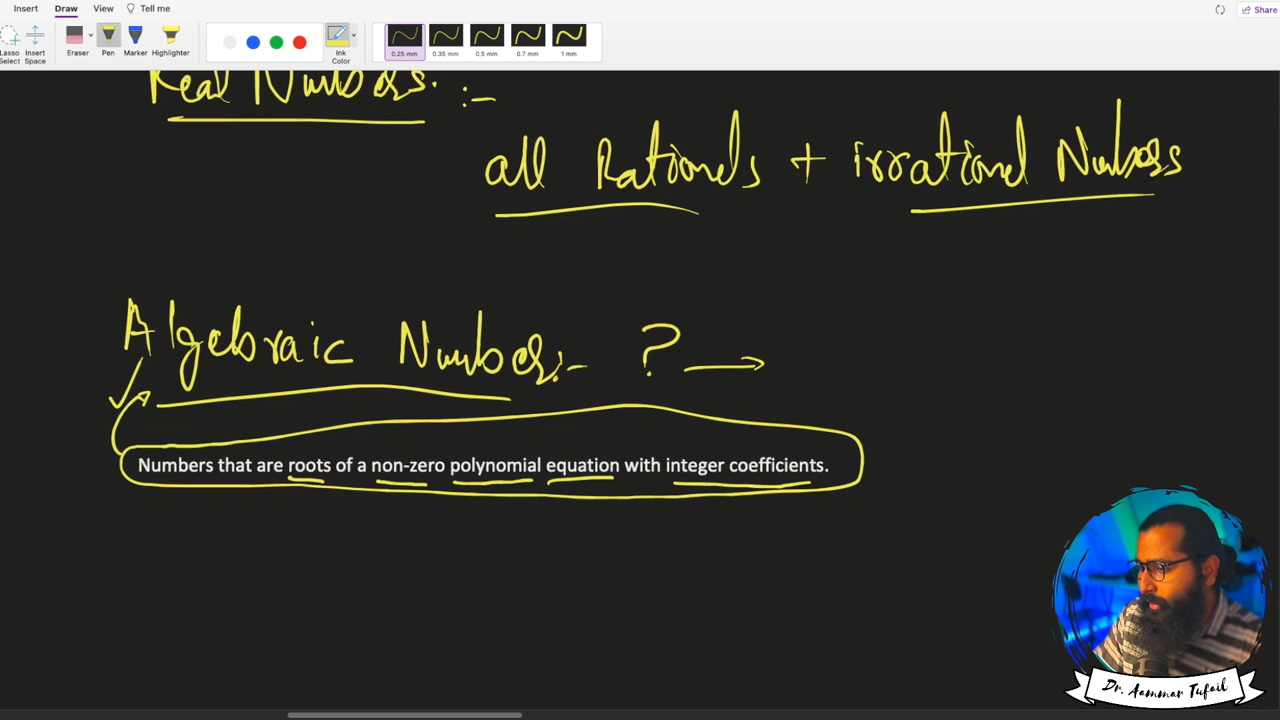 Insert Draw View Tell me
Share
Lasso Select
Insert Space
Eraser
Pen
Marker
Highlighter
Ink Color
0.25 mm
0.35 mm
0.5 mm
0.7 mm
1 mm
Real Numbers. :-
all Rationals + irrational Numbers
Algebraic Number:- ? →
Numbers that are roots of a non-zero polynomial equation with integer coefficients.
Dr. Aammar Tufail